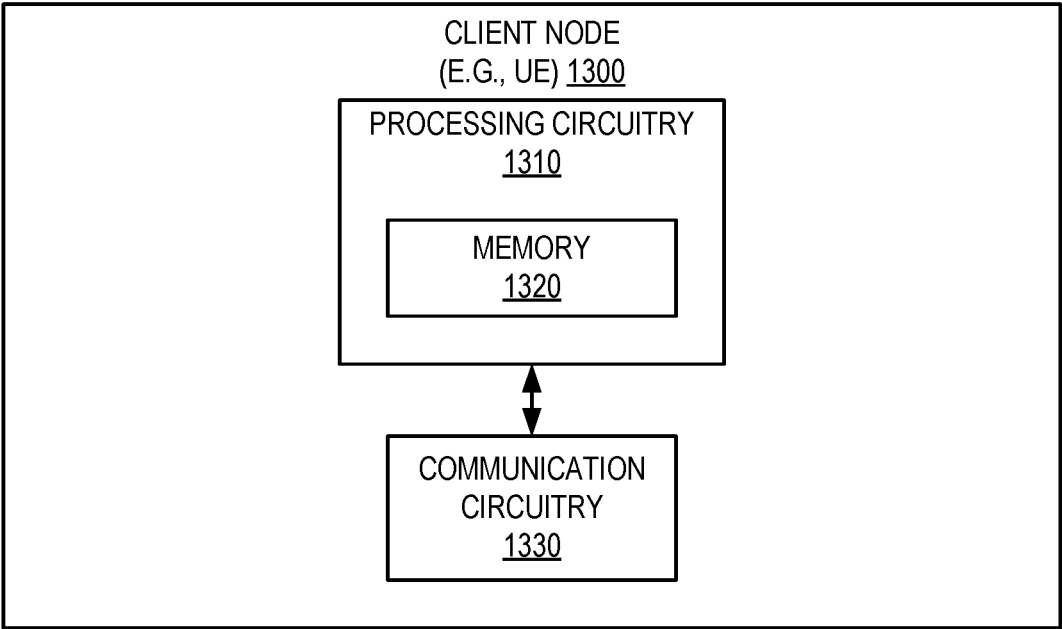 CLIENT NODE
(E.G., UE) 1300
PROCESSING CIRCUITRY
1310
MEMORY
1320
COMMUNICATION
CIRCUITRY
1330